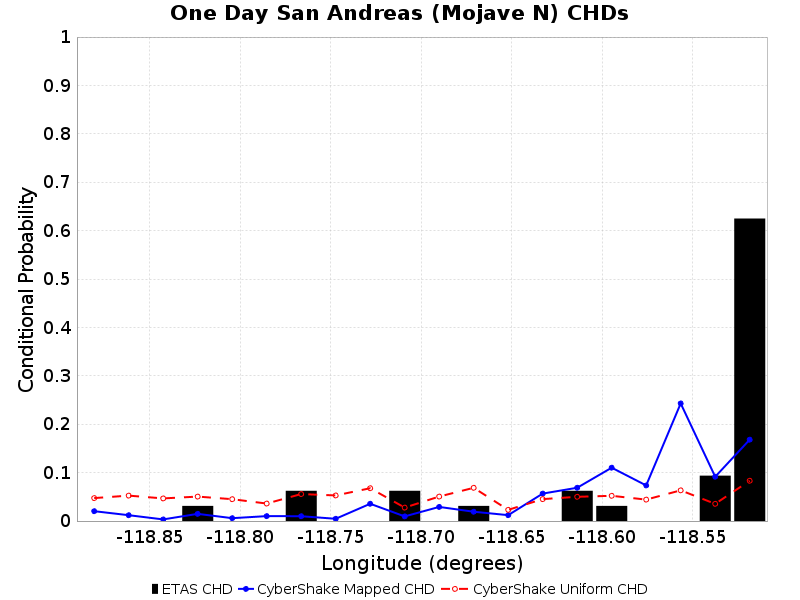 One Day San Andreas (Mojave N) CHDs
1
0.9
0.8
0.7
0.6
0.5
0.4
0.3
0.2
0.1
0
Conditional Probability
-118.85 -118.80 -118.75 -118.70 -118.65 -118.60 -118.55
Longitude (degrees)
ETAS CHD CyberShake Mapped CHD CyberShake Uniform CHD